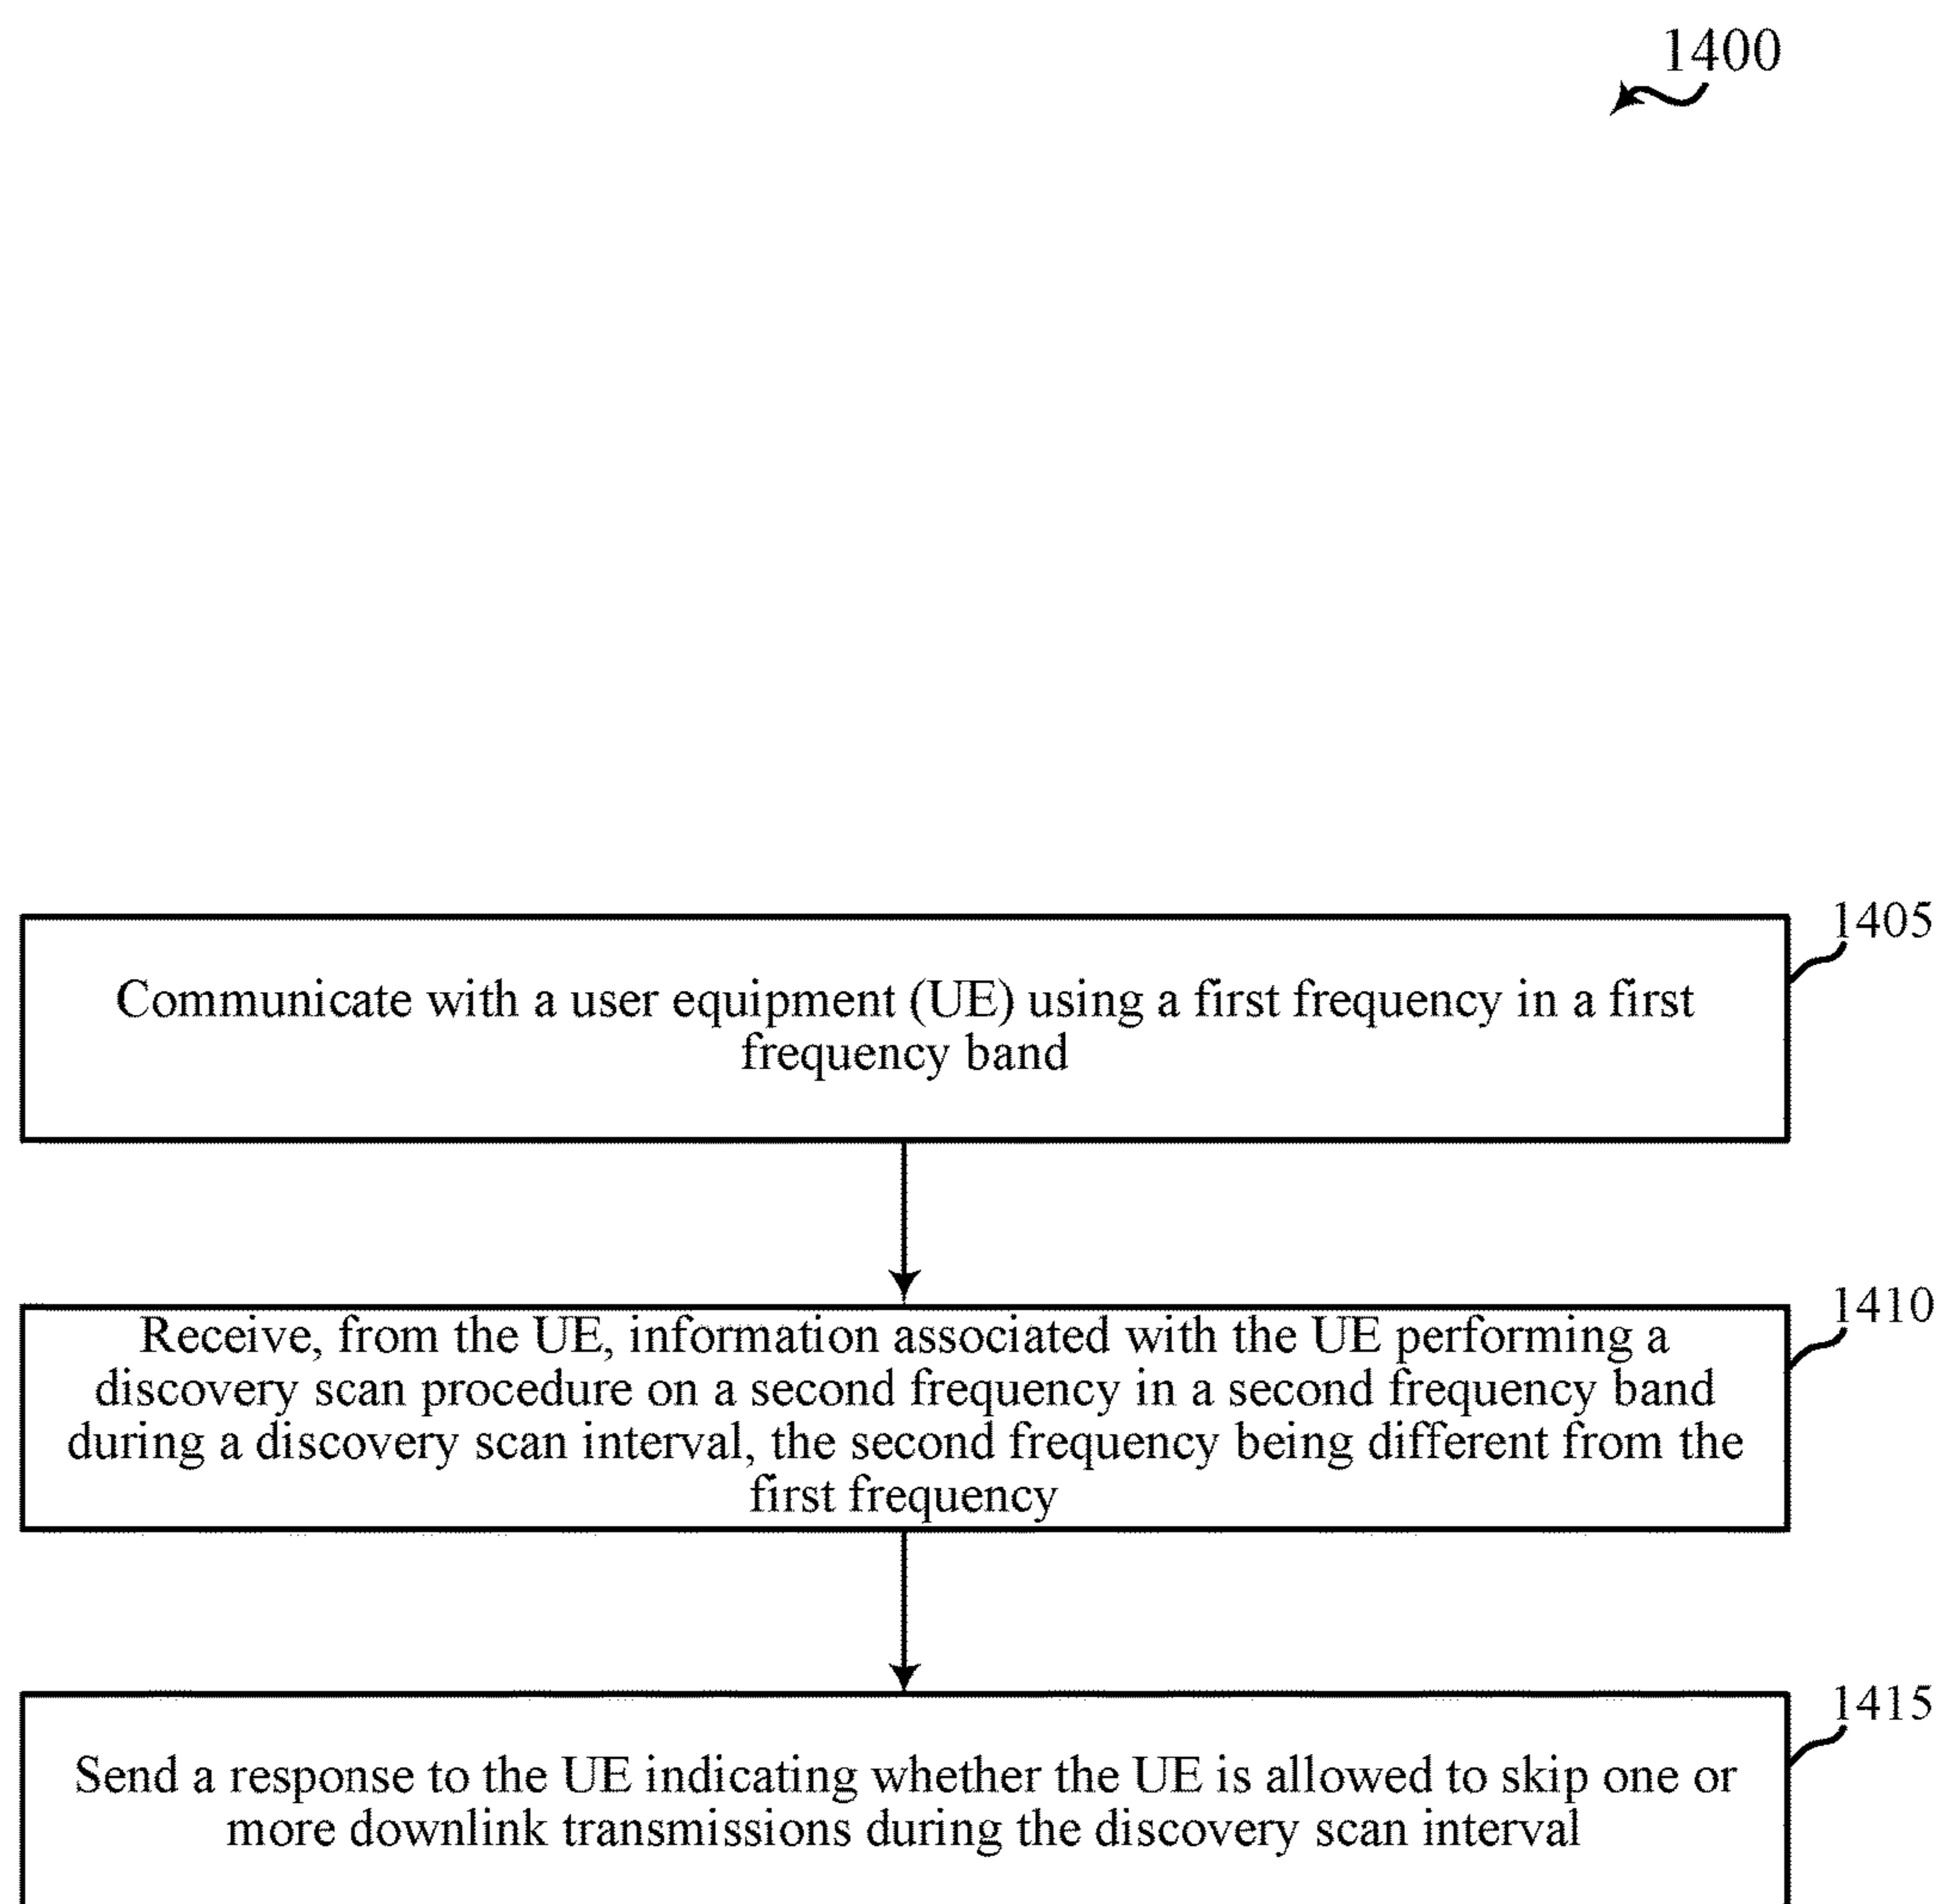 1400
1405
Communicate with a user equipment (UE) using a first frequency in a first
frequency band
1410
Receive, from the UE, information associated with the UE performing a
discovery scan procedure on a second frequency in a second frequency band
during a discovery scan interval, the second frequency being different from the
first frequency
1415
Send a response to the UE indicating whether the UE is allowed to skip one or
more downlink transmissions during the discovery scan interval